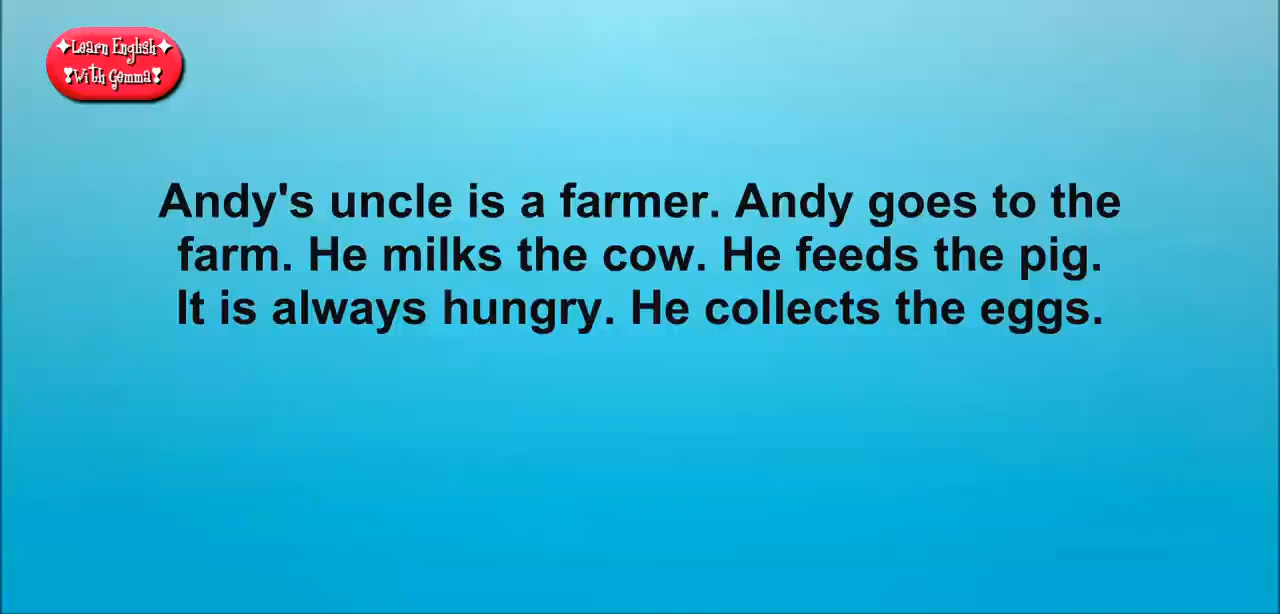 Learn English
With Gemma
Andy's uncle is a farmer. Andy goes to the
farm. He milks the cow. He feeds the pig.
It is always hungry. He collects the eggs.